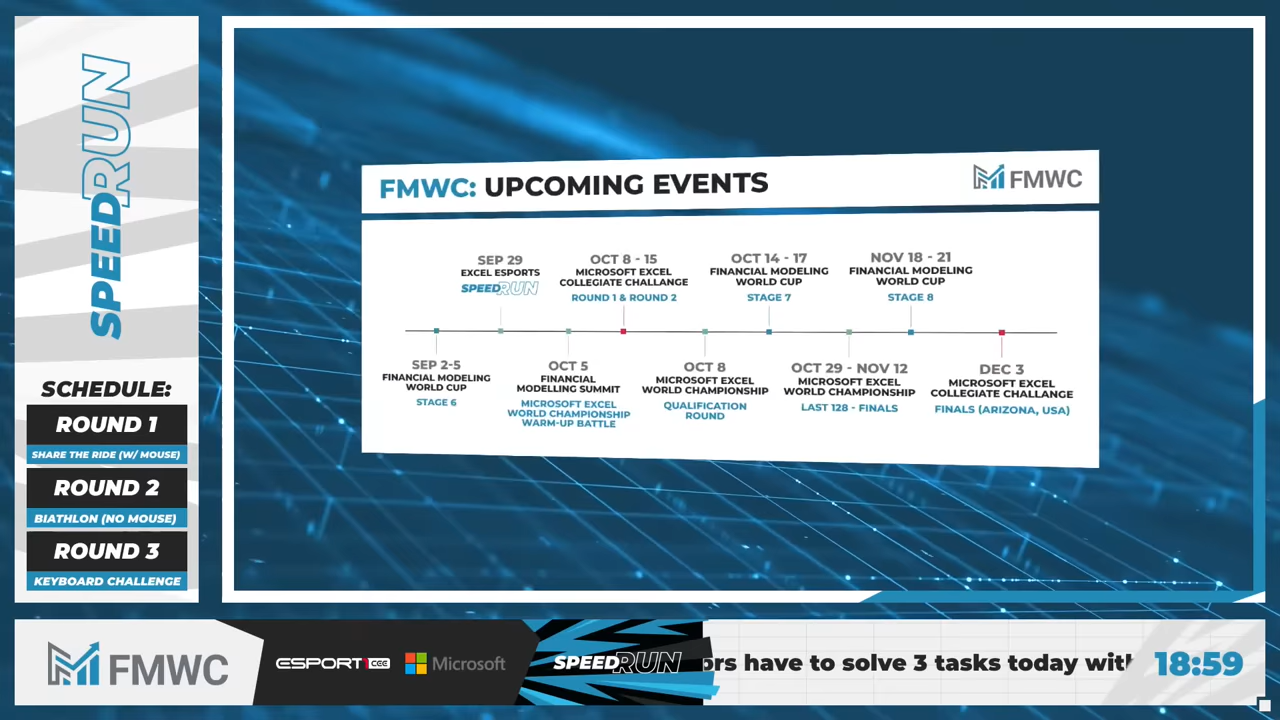 SPEEDRUN
SCHEDULE:
ROUND 1
SHARE THE RIDE (W/ MOUSE)
ROUND 2
BIATHLON (NO MOUSE)
ROUND 3
KEYBOARD CHALLENGE
FMWC: UPCOMING EVENTS
FMWC
SEP 29
EXCEL ESPORTS
SPEEDRUN
OCT 8 - 15
MICROSOFT EXCEL
COLLEGIATE CHALLANGE
ROUND 1 & ROUND 2
OCT 14 - 17
FINANCIAL MODELING
WORLD CUP
STAGE 7
NOV 18 - 21
FINANCIAL MODELING
WORLD CUP
STAGE 8
SEP 2-5
FINANCIAL MODELING
WORLD CUP
STAGE 6
OCT 5
FINANCIAL
MODELLING SUMMIT
MICROSOFT EXCEL
WORLD CHAMPIONSHIP
WARM-UP BATTLE
OCT 8
MICROSOFT EXCEL
WORLD CHAMPIONSHIP
QUALIFICATION
ROUND
OCT 29 - NOV 12
MICROSOFT EXCEL
WORLD CHAMPIONSHIP
LAST 128 - FINALS
DEC 3
MICROSOFT EXCEL
COLLEGIATE CHALLANGE
FINALS (ARIZONA, USA)
FMWC
ESPORT1 CEE
Microsoft
SPEEDRUN
have to solve 3 tasks today
18:59